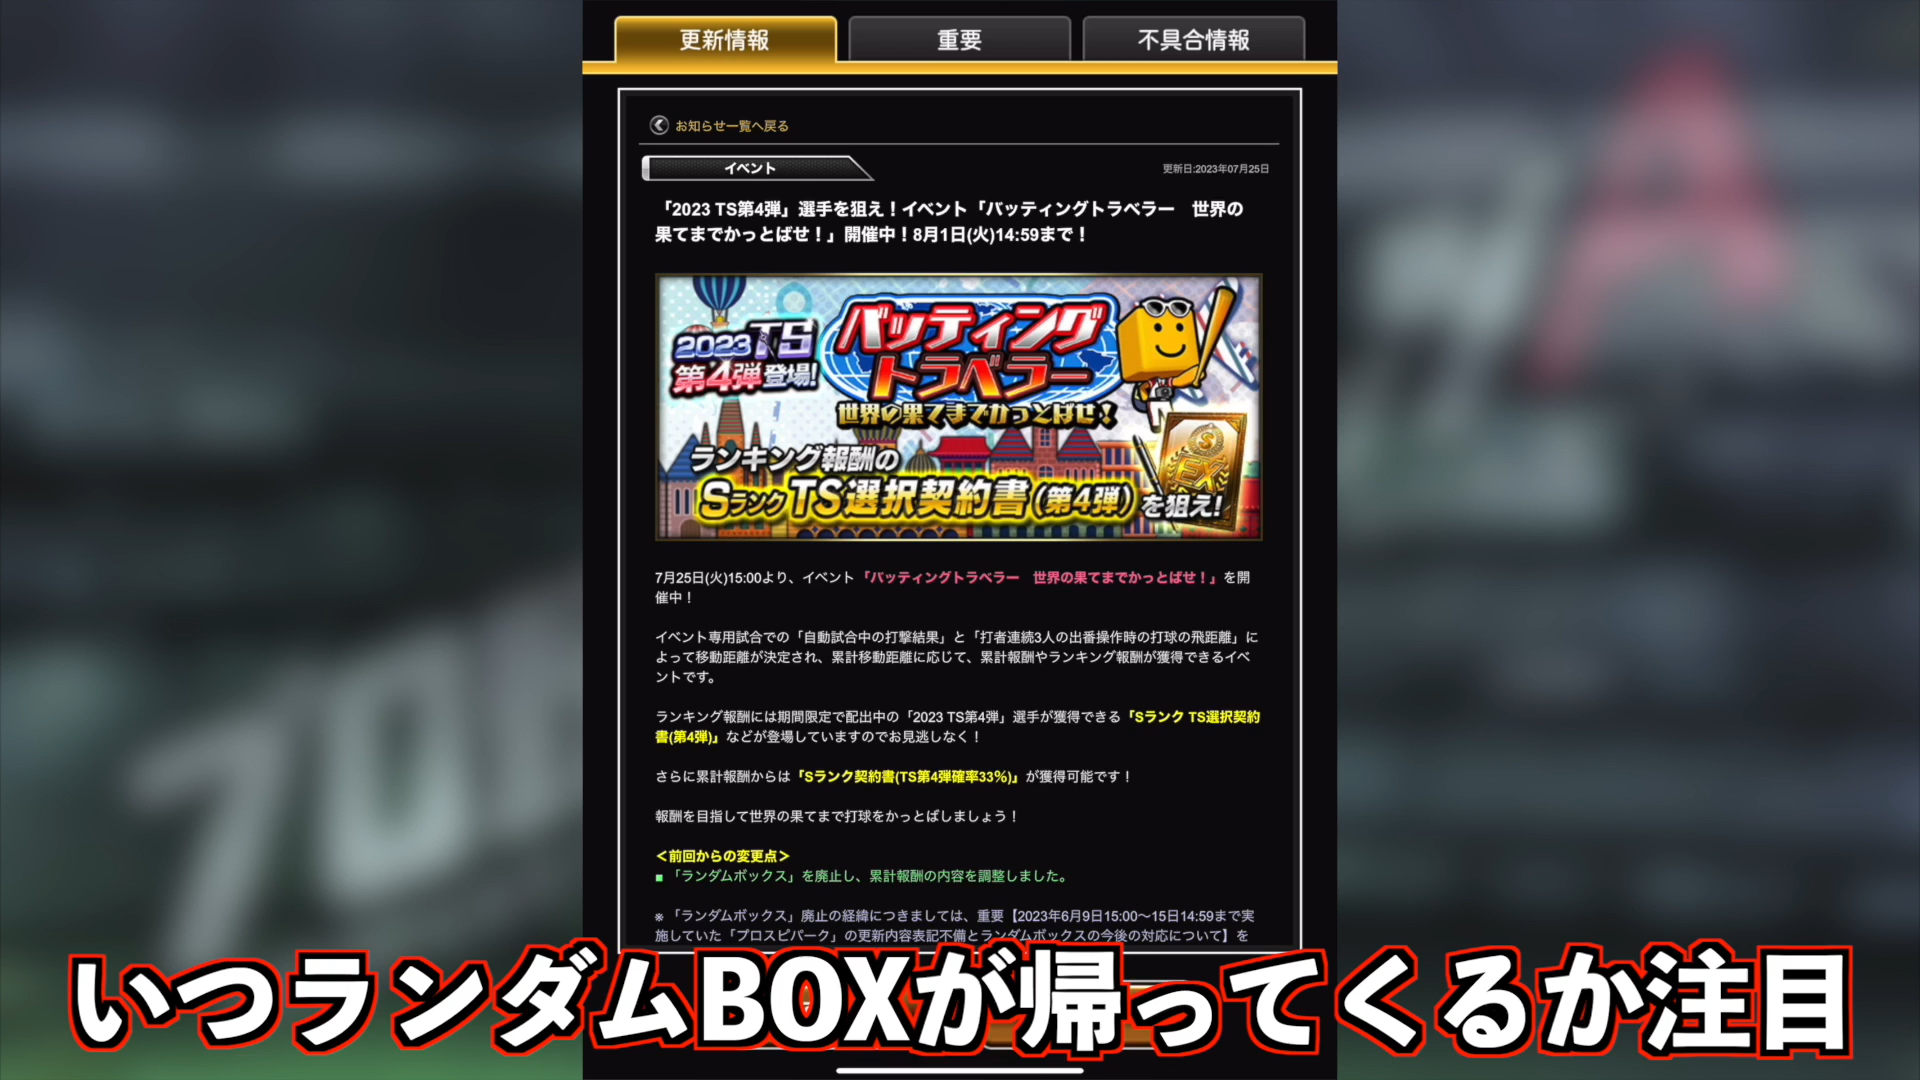 更新情報
重要
不具合情報
お知らせ一覧へ戻る
イベント
更新日:2023年07月25日
「2023 TS第4弾」選手を狙え！イベント「バッティングトラベラー　世界の
果てまでかっとばせ！」開催中！8月1日(火)14:59まで！
2023 TS
第4弾登場!
バッティング
トラベラー
世界の果てまでかっとばせ！
ランキング報酬の
SランクTS選択契約書(第4弾)を狙え!
S
EX
7月25日(火)15:00より、イベント「バッティングトラベラー　世界の果てまでかっとばせ！」を開
催中！
イベント専用試合での「自動試合中の打撃結果」と「打者連続3人の出番操作時の打球の飛距離」に
よって移動距離が決定され、累計移動距離に応じて、累計報酬やランキング報酬が獲得できるイベ
ントです。
ランキング報酬には期間限定で配出中の「2023 TS第4弾」選手が獲得できる「Sランク TS選択契約
書(第4弾)」などが登場していますのでお見逃しなく！
さらに累計報酬からは「Sランク契約書(TS第4弾確率33%)」が獲得可能です！
報酬を目指して世界の果てまで打球をかっとばしましょう！
＜前回からの変更点＞
■「ランダムボックス」を廃止し、累計報酬の内容を調整しました。
※「ランダムボックス」廃止の経緯につきましては、重要【2023年6月9日15:00～15日14:59まで実
施していた「プロスピパーク」の更新内容表記不備とランダムボックスの今後の対応について】を
いつランダムBOXが帰ってくるか注目